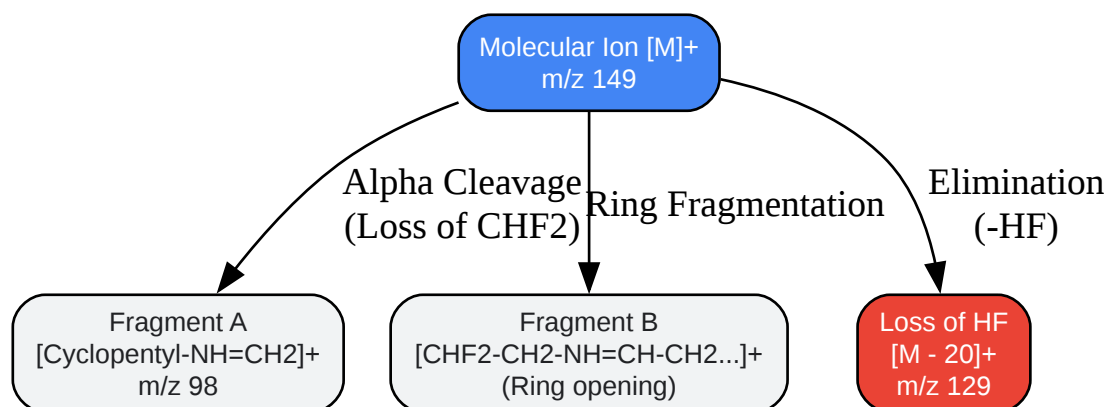 Molecular Ion [M]+
m/z 149
Alpha Cleavage
(Loss of CHF2)
Ring Fragmentation
Elimination
(-HF)
Fragment A
[Cyclopentyl-NH=CH2]+
m/z 98
Fragment B
[CHF2-CH2-NH=CH-CH2...]+
(Ring opening)
Loss of HF
[M - 20]+
m/z 129